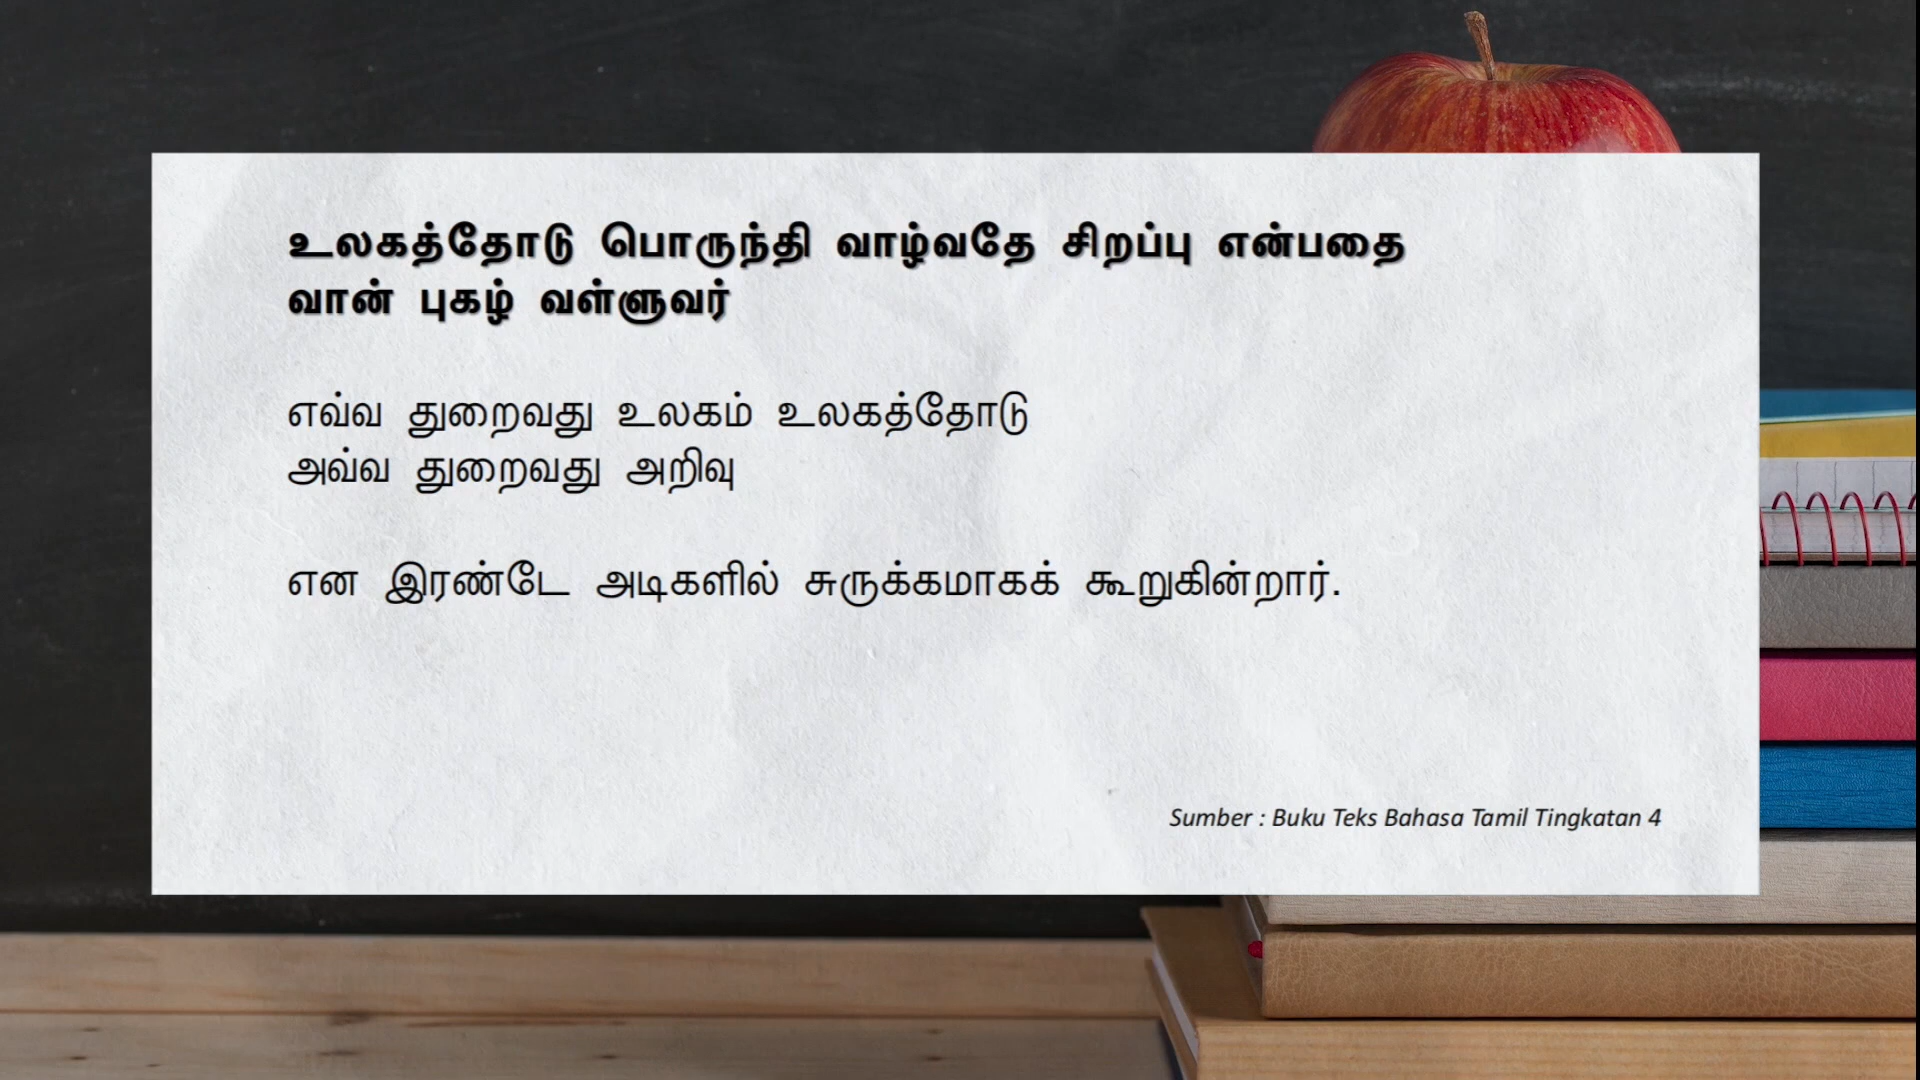 உலகத்தோடு பொருந்தி வாழ்வதே சிறப்பு என்பதை
வான் புகழ் வள்ளுவர்
எவ்வ துறைவது உலகம் உலகத்தோடு
அவ்வ துறைவது அறிவு
என இரண்டே அடிகளில் சுருக்கமாகக் கூறுகின்றார்.
Sumber : Buku Teks Bahasa Tamil Tingkatan 4